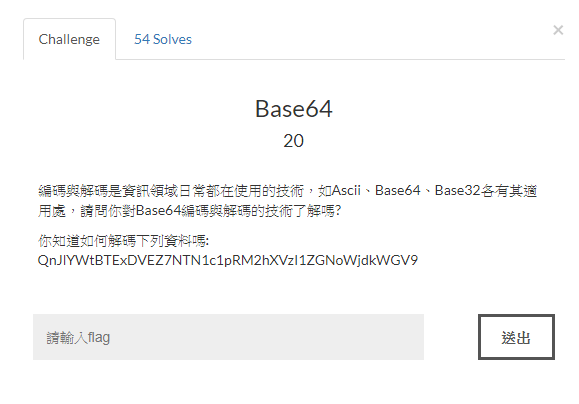 Challenge
54 Solves
×
Base64
20
編碼與解碼是資訊領域日常都在使用的技術，如Ascii、Base64、Base32各有其適
用處，請問你對Base64編碼與解碼的技術了解嗎?
你知道如何解碼下列資料嗎:
QnJlYWtBTExDVEZ7NTN1c1pRM2hXVzI1ZGNoWjdkWGV9
請輸入flag
送出